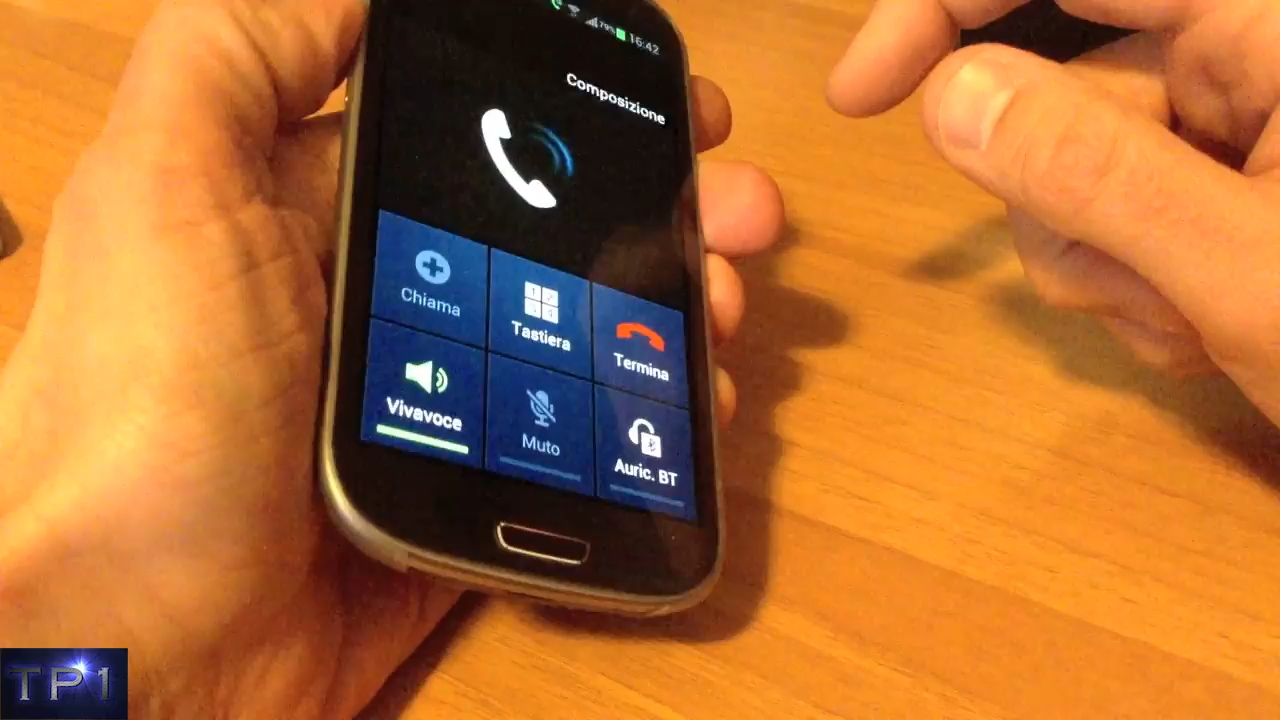 79% 16:42
Composizione
Chiama
Tastiera
Termina
Vivavoce
Muto
Auric. BT
TP1